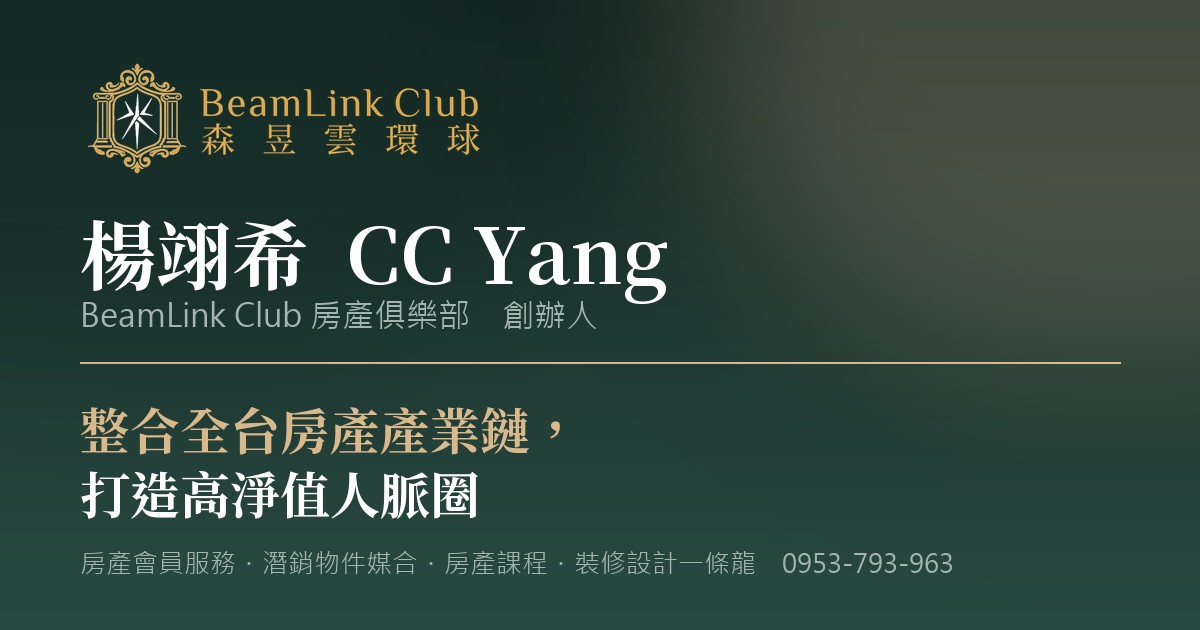 BeamLink Club
森昱雲環球
楊翊希 CC Yang
BeamLink Club 房產俱樂部 創辦人
整合全台房產產業鏈，
打造高淨值人脈圈
房產會員服務 · 潛銷物件媒合 · 房產課程 · 裝修設計一條龍 0953-793-963